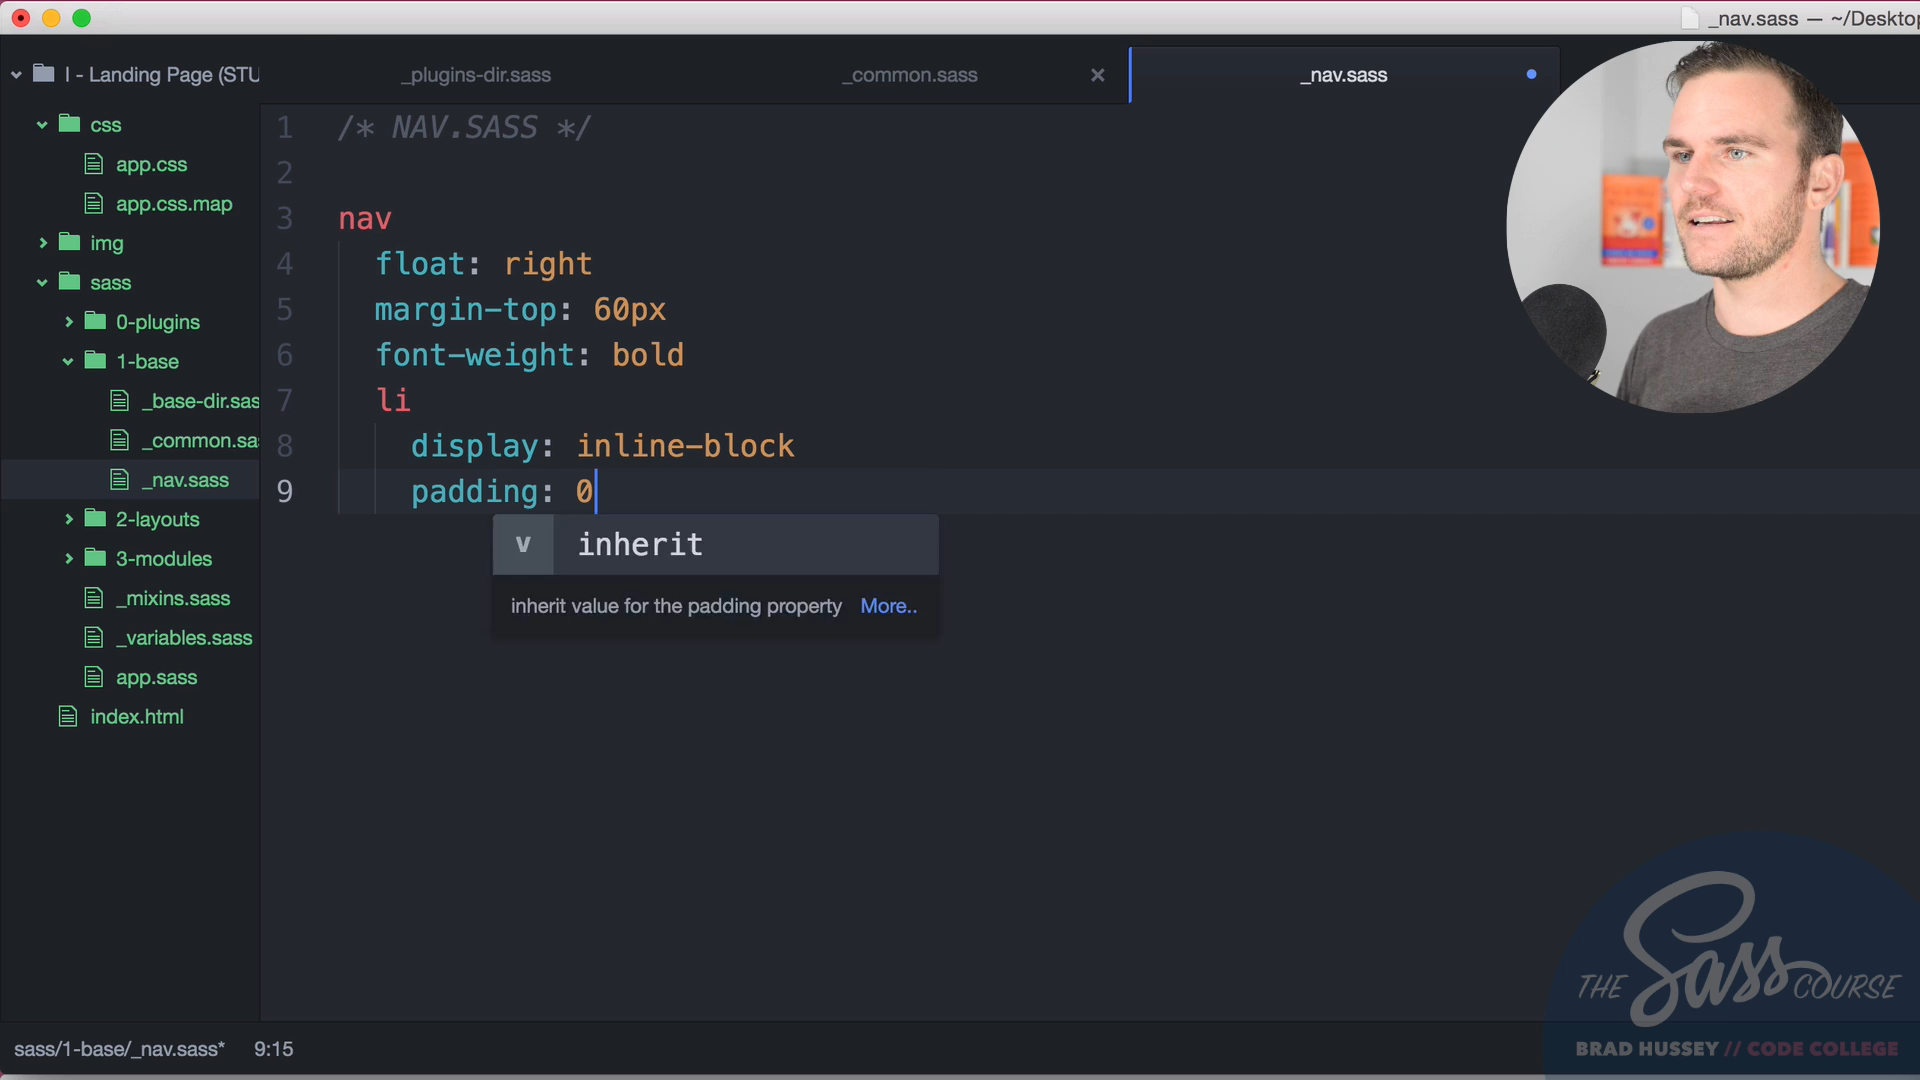 _nav.sass — ~/Desktop
I - Landing Page (STU
_plugins-dir.sass
_common.sass
_nav.sass
css
app.css
app.css.map
img
sass
0-plugins
1-base
_base-dir.sas
_common.sa
_nav.sass
2-layouts
3-modules
_mixins.sass
_variables.sass
app.sass
index.html
1 /* NAV.SASS */
2
3 nav
4 float: right
5 margin-top: 60px
6 font-weight: bold
7 li
8 display: inline-block
9 padding: 0
v inherit
inherit value for the padding property More..
THE Sass COURSE
BRAD HUSSEY // CODE COLLEGE
sass/1-base/_nav.sass* 9:15